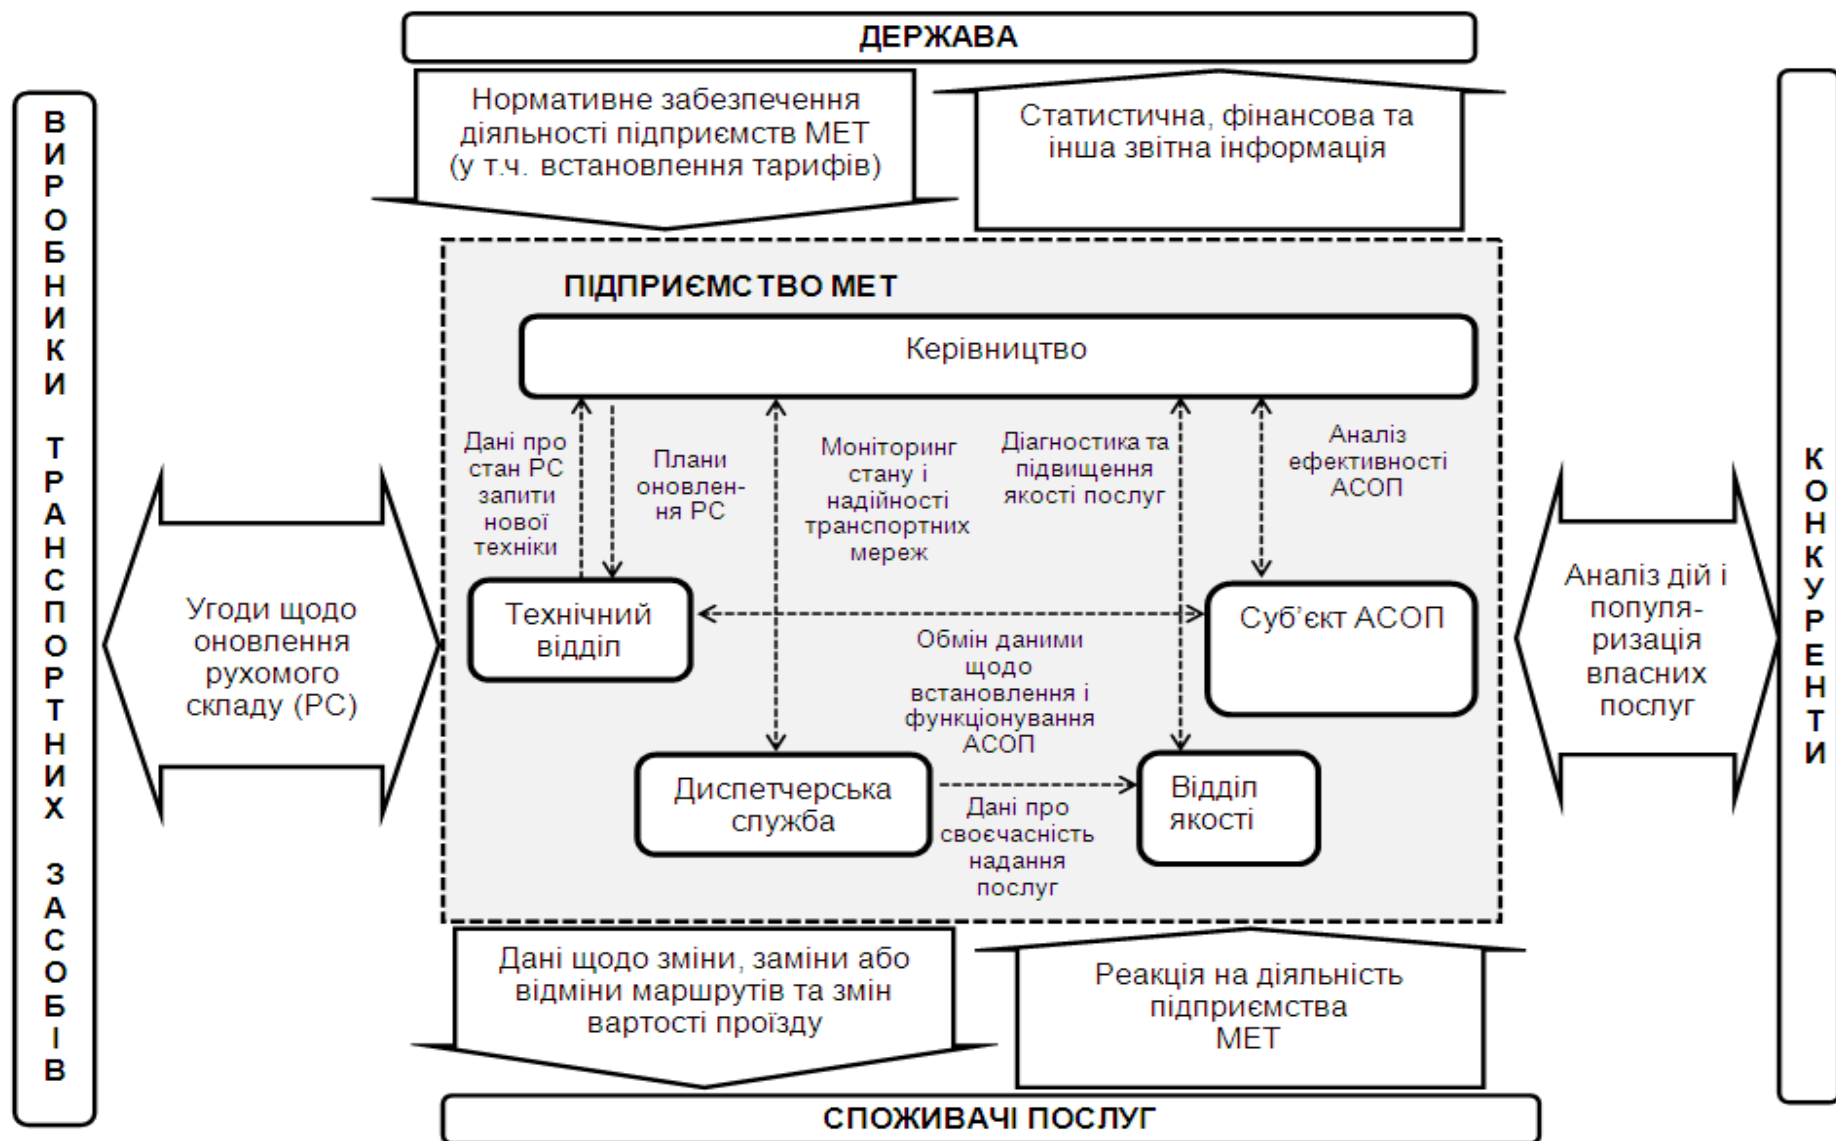 ДЕРЖАВА
Нормативне забезпечення
діяльності підприємств МЕТ
(у т.ч. встановлення тарифів)
Статистична, фінансова та
інша звітна інформація
ВИРОБНИКИ ТРАНСПОРТНИХ ЗАСОБІВ
Угоди щодо
оновлення
рухомого
складу (РС)
ПІДПРИЄМСТВО МЕТ
Керівництво
Дані про
стан РС
запити
нової
техніки
Плани
оновлен-
ня РС
Моніторинг
стану і
надійності
транспортних
мереж
Діагностика та
підвищення
якості послуг
Аналіз
ефективності
АСОП
Технічний
відділ
Обмін даними
щодо
встановлення і
функціонування
АСОП
Суб’єкт АСОП
Диспетчерська
служба
Дані про
своєчасність
надання
послуг
Відділ
якості
Аналіз дій і
популя-
ризація
власних
послуг
КОНКУРЕНТИ
Дані щодо зміни, заміни або
відміни маршрутів та змін
вартості проїзду
Реакція на діяльність
підприємства
МЕТ
СПОЖИВАЧІ ПОСЛУГ